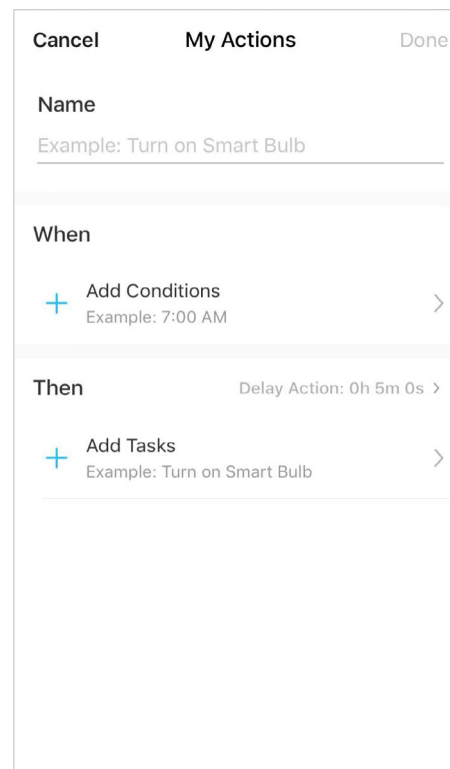 Cancel My Actions Done
Name
Example: Turn on Smart Bulb
When
Add Conditions
Example: 7:00 AM
Then Delay Action: 0h 5m 0s >
Add Tasks
Example: Turn on Smart Bulb